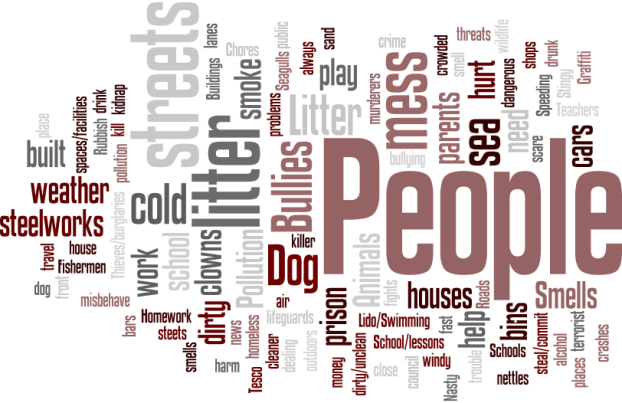 streets
Buildings
lanes
Chores
smoke
Seagulls
public
always
sand
crime
crowded
threats
smell
wildlife
shops
drunk
Graffiti
play
murderers
mess
hurt
dangerous
Speeding
Stingy
Teachers
place
spaces/facilities
Rubbish
drink
kidnap
problems
Litter
litter
parents
sea
need
scare
cars
built
pollution
kill
bullying
weather
cold
Bullies
People
steelworks
Thieves/burglaries
school
clowns
killer
Animals
travel
house
Fishermen
work
Pollution
Dog
dog
front
misbehave
air
fights
houses
Roads
Smells
bars
Homework
steets
dirty
news
homeless
lifeguards
prison
Lido/Swimming
fast
help
bins
steal/commit
terrorist
smells
harm
Tesco
cleaner
dealing
outdoors
money
dirty/unclean
School/lessons
close
council
windy
Nasty
trouble
Schools
nettles
alcohol
places
crashes